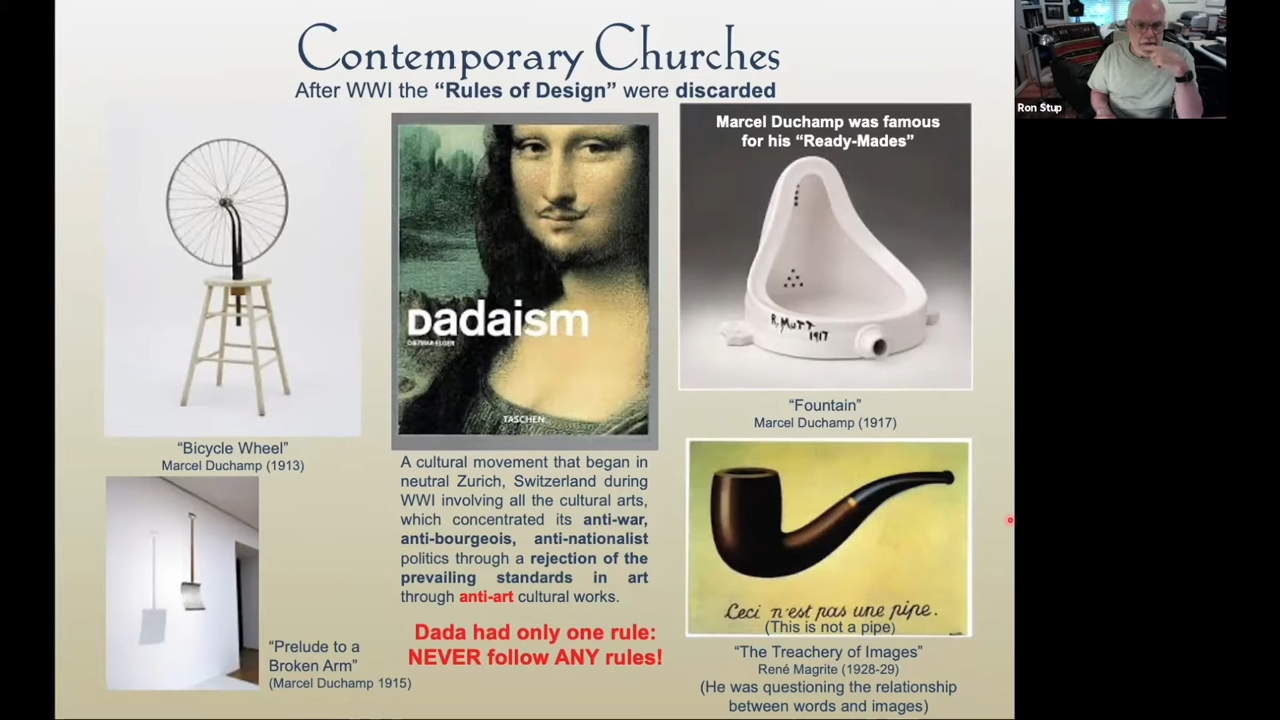 Contemporary Churches
After WWI the “Rules of Design” were discarded
Ron Stup
“Bicycle Wheel”
Marcel Duchamp (1913)
“Prelude to a
Broken Arm”
(Marcel Duchamp 1915)
Dadaism
DIETMAR ELGER
TASCHEN
A cultural movement that began in
neutral Zurich, Switzerland during
WWI involving all the cultural arts,
which concentrated its anti-war,
anti-bourgeois, anti-nationalist
politics through a rejection of the
prevailing standards in art
through anti-art cultural works.
Dada had only one rule:
NEVER follow ANY rules!
Marcel Duchamp was famous
for his “Ready-Mades”
R. MUTT
1917
“Fountain”
Marcel Duchamp (1917)
Ceci n'est pas une pipe.
(This is not a pipe)
“The Treachery of Images”
René Magrite (1928-29)
(He was questioning the relationship
between words and images)